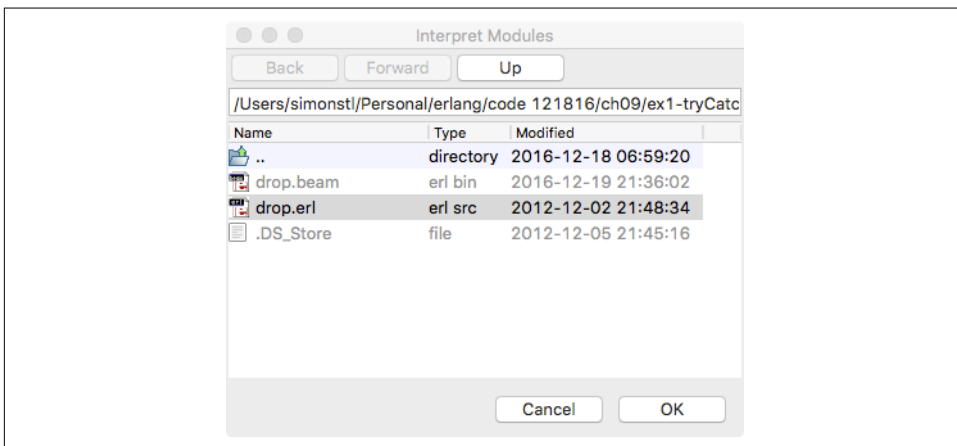 Interpret Modules
Back Forward Up
/Users/simonstl/Personal/erlang/code 121816/ch09/ex1-tryCatc
Name Type Modified
.. directory 2016-12-18 06:59:20
drop.beam erl bin 2016-12-19 21:36:02
drop.erl erl src 2012-12-02 21:48:34
.DS_Store file 2012-12-05 21:45:16
Cancel OK